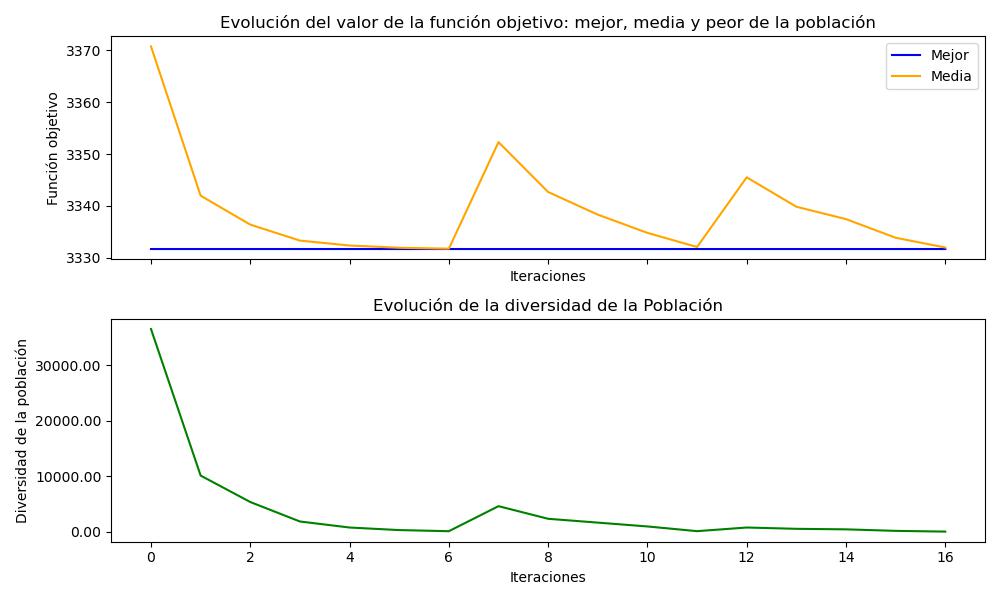 Evolución del valor de la función objetivo: mejor, media y peor de la población
Función objetivo
3370
3360
3350
3340
3330
Mejor
Media
Iteraciones
Evolución de la diversidad de la Población
Diversidad de la población
30000.00
20000.00
10000.00
0.00
0 2 4 6 8 10 12 14 16
Iteraciones